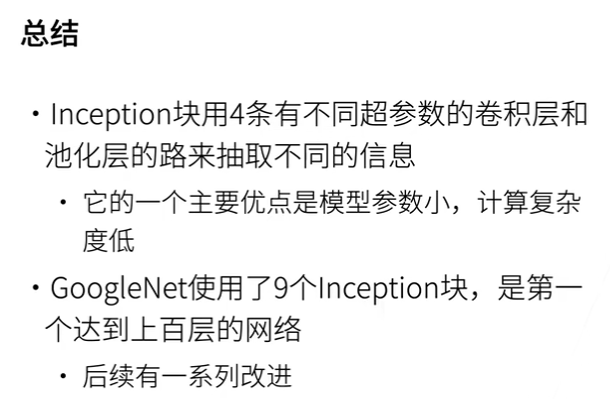 总结
・Inception块用4条有不同超参数的卷积层和
池化层的路来抽取不同的信息
・ 它的一个主要优点是模型参数小，计算复杂
度低
・GoogleNet使用了9个Inception块，是第一
个达到上百层的网络
・ 后续有一系列改进